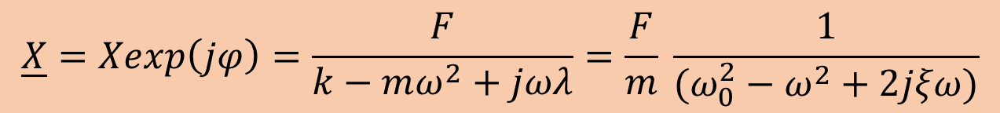 X = Xexp(jφ) = F / (k − mω² + jωλ) = F/m 1 / (ω₀² − ω² + 2jξω)